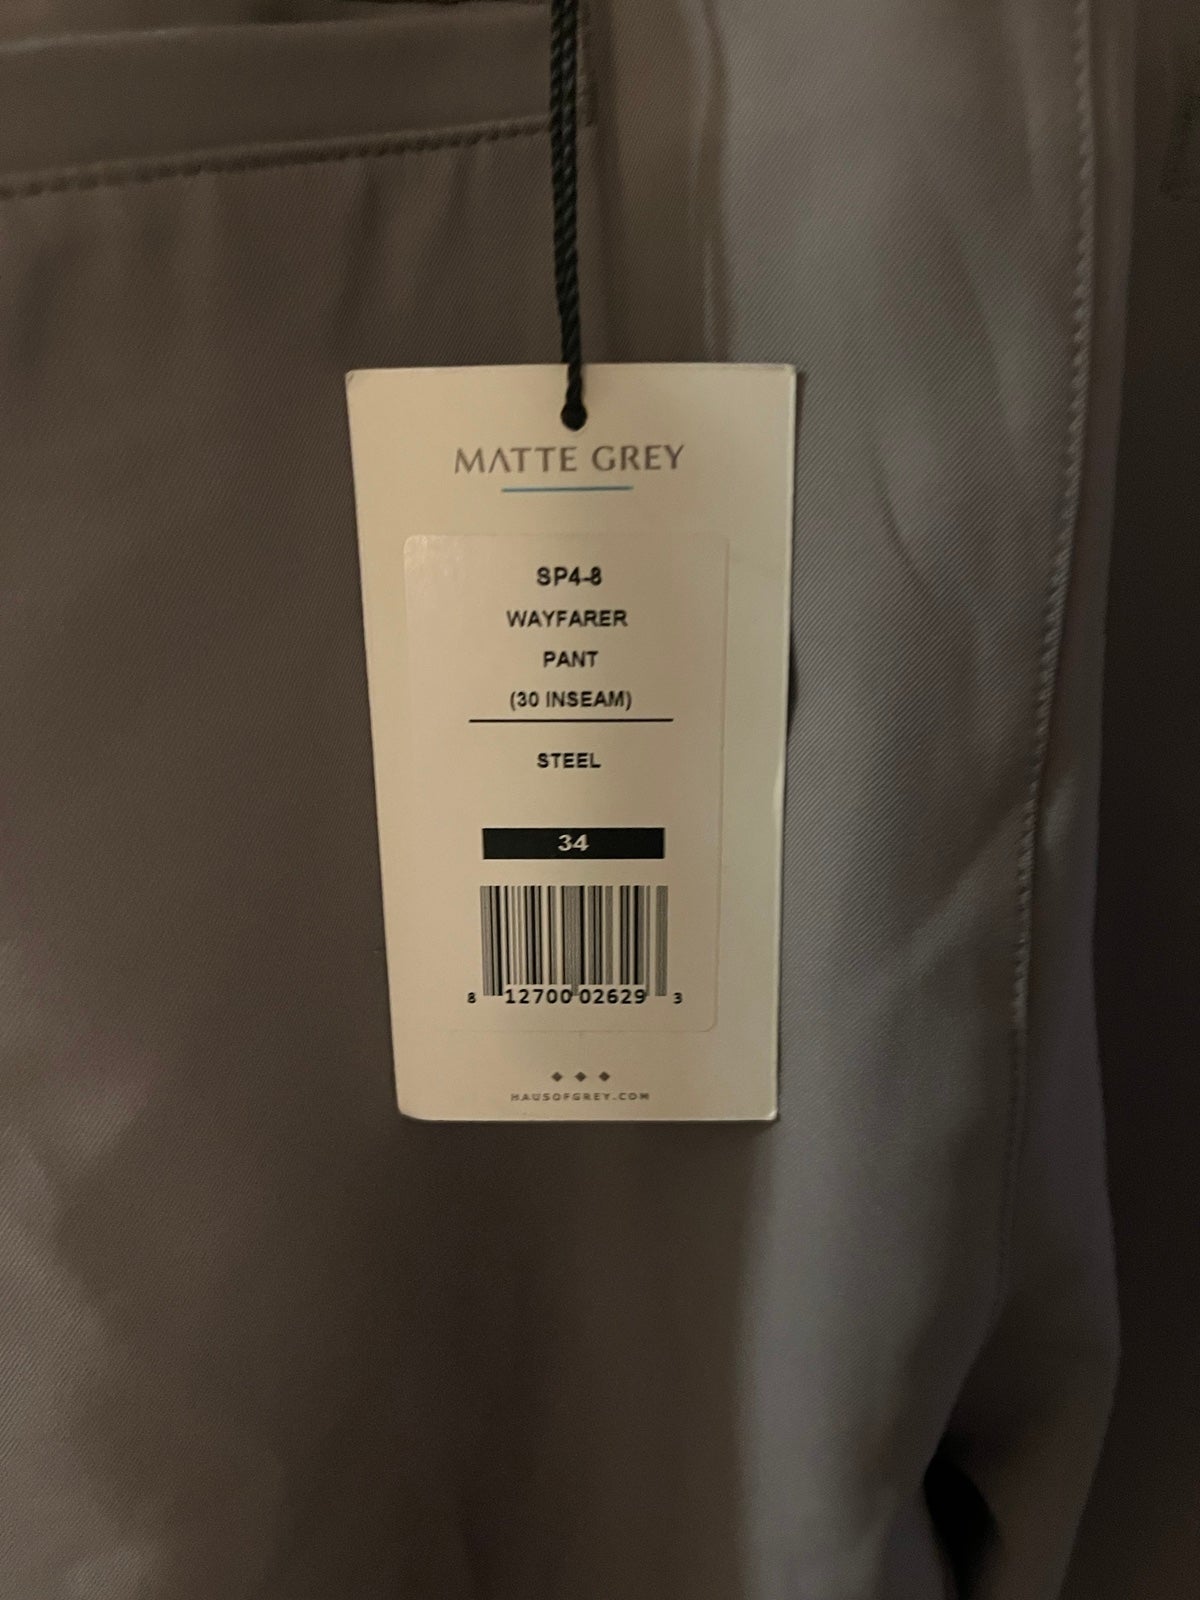 MATTE GREY
SP4-8
WAYFARER
PANT
(30 INSEAM)
STEEL
34
8 12700 02629 3
HAUSOFGREY.COM